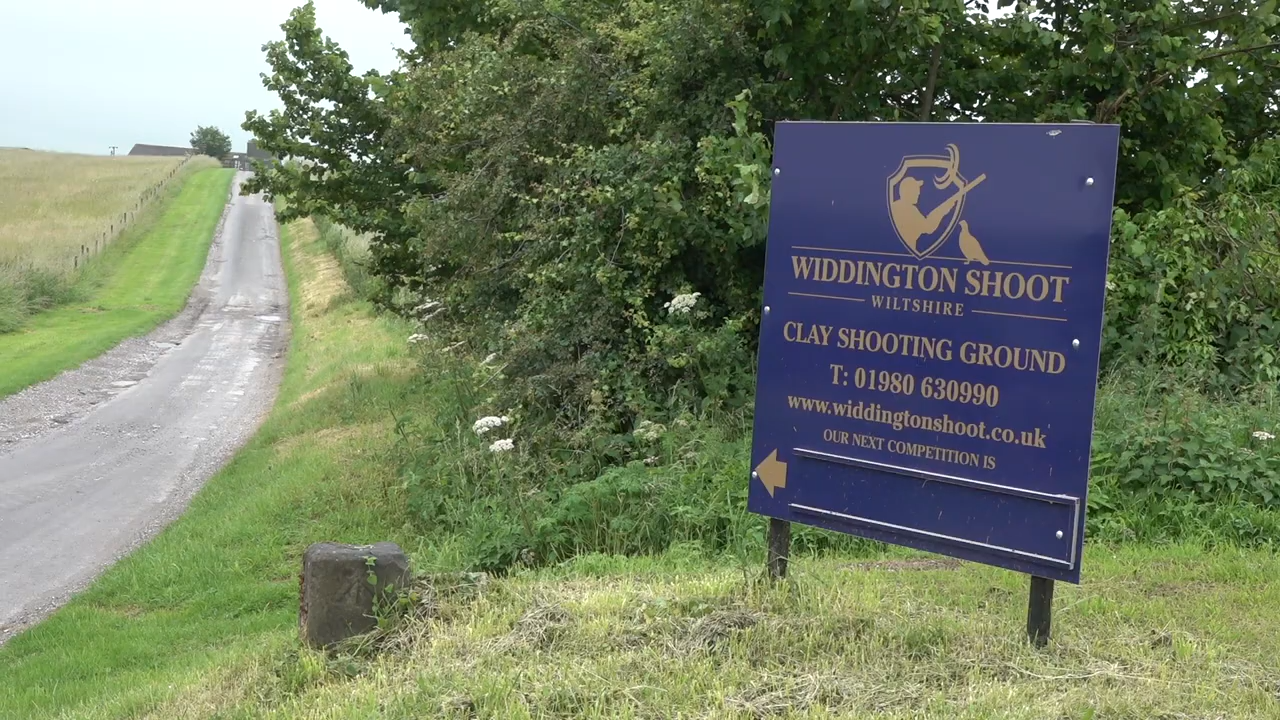 WIDDINGTON SHOOT
WILTSHIRE
CLAY SHOOTING GROUND
T: 01980 630990
www.widdingtonshoot.co.uk
OUR NEXT COMPETITION IS